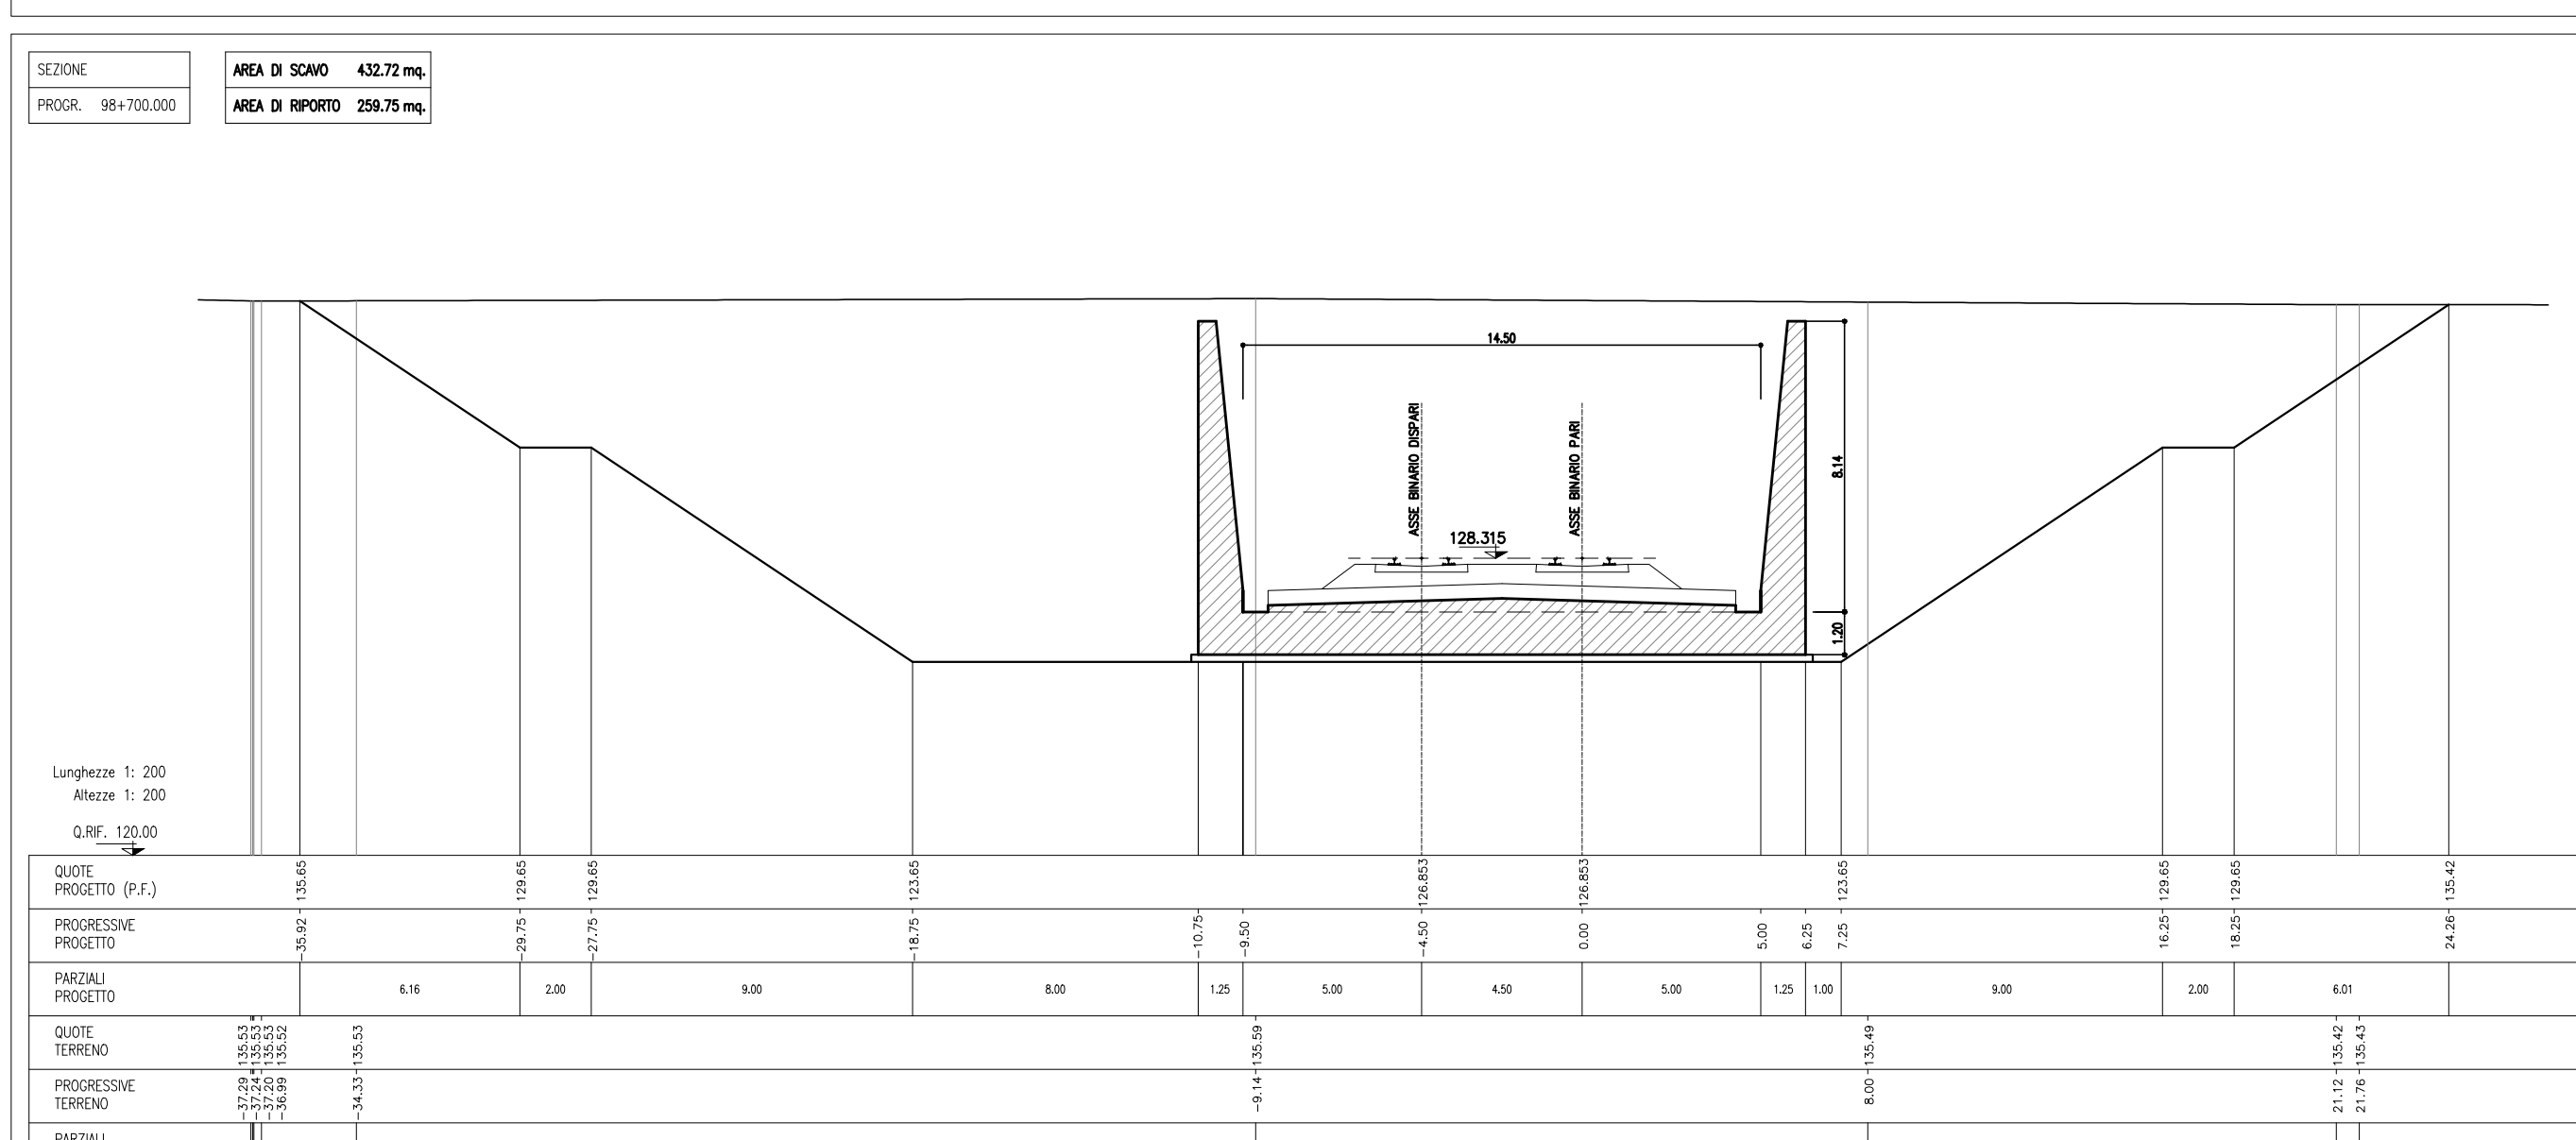 SEZIONE
PROGR. 98+700.000
AREA DI SCAVO 432.72 mq.
AREA DI RIPORTO 259.75 mq.
14.50
ASSE BINARIO DISPARI
ASSE BINARIO PARI
128.315
8.14
1.20
Lunghezze 1: 200
Altezze 1: 200
Q.RIF. 120.00
QUOTE
PROGETTO (P.F.)
135.65 129.65 129.65 123.65 126.853 126.853 123.65 129.65 129.65 135.42
PROGRESSIVE
PROGETTO
-35.92 -29.75 -27.75 -18.75 -10.75 -9.50 -4.50 0.00 5.00 6.25 7.25 16.25 18.25 24.26
PARZIALI
PROGETTO
6.16 2.00 9.00 8.00 1.25 5.00 4.50 5.00 1.25 1.00 9.00 2.00 6.01
QUOTE
TERRENO
135.53 135.53 135.53 135.52 135.53 135.59 135.49 135.42 135.43
PROGRESSIVE
TERRENO
-37.29 -37.24 -37.20 -36.99 -34.33 -9.14 8.00 21.12 21.76
PARZIALI